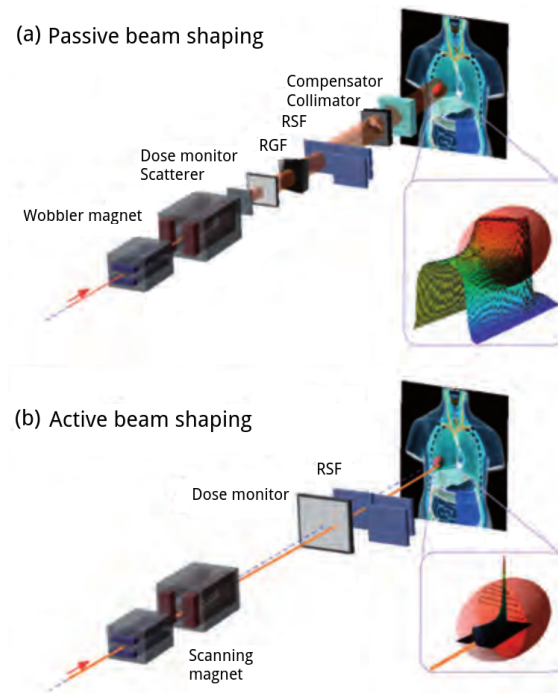 (a) Passive beam shaping
Compensator
Collimator
RSF
RGF
Dose monitor
Scatterer
Wobbler magnet
(b) Active beam shaping
RSF
Dose monitor
Scanning
magnet